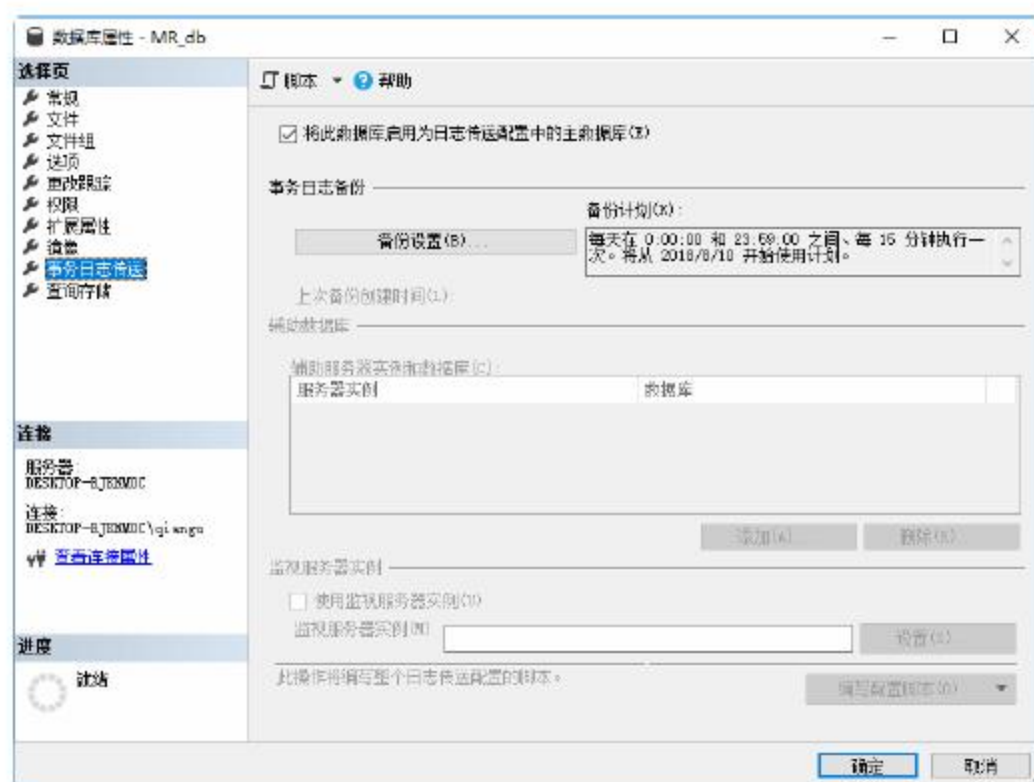 数据库属性 - MR_db
选择页
常规
文件
文件组
选项
更改跟踪
权限
扩展属性
镜像
事务日志传送
查询存储
连接
服务器:
连接:
查看连接属性
进度
就绪
脚本
帮助
将此数据库启用为日志传送配置中的主数据库(E)
事务日志备份
备份计划(K):
备份设置(B)...
每天在 0:00:00 和 23:59:00 之间、每 15 分钟执行一
次。将从 2018/8/10 开始使用计划。
上次备份创建时间(L):
辅助数据库
辅助服务器实例和数据库(C):
服务器实例 数据库
添加(A)...
删除(R)
监视服务器实例
使用监视服务器实例(U)
监视服务器实例(N)
设置(S)...
此操作将编写整个日志传送配置的脚本。
编写配置脚本(O)
确定
取消